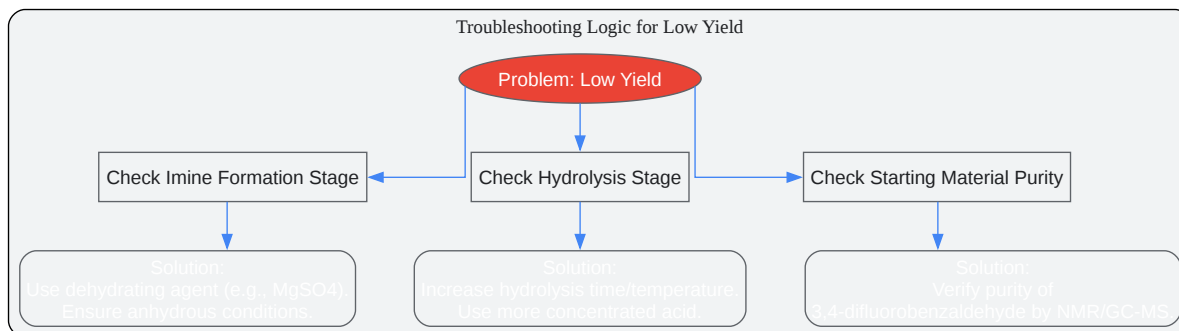 Troubleshooting Logic for Low Yield
Problem: Low Yield
Check Imine Formation Stage
Check Hydrolysis Stage
Check Starting Material Purity
Solution:
Use dehydrating agent (e.g., MgSO4).
Ensure anhydrous conditions.
Solution:
Increase hydrolysis time/temperature.
Use more concentrated acid.
Solution:
Verify purity of
3,4-difluorobenzaldehyde by NMR/GC-MS.